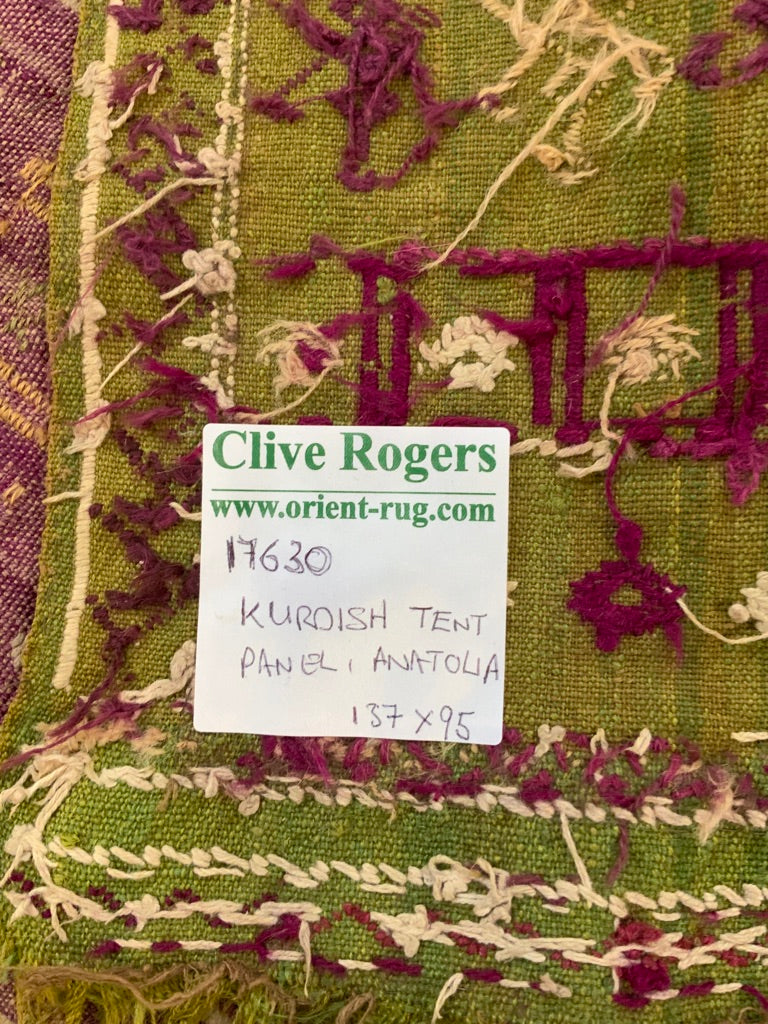 Clive Rogers
www.orient-rug.com
17630
KURDISH TENT
PANEL, ANATOLIA
137 x 95